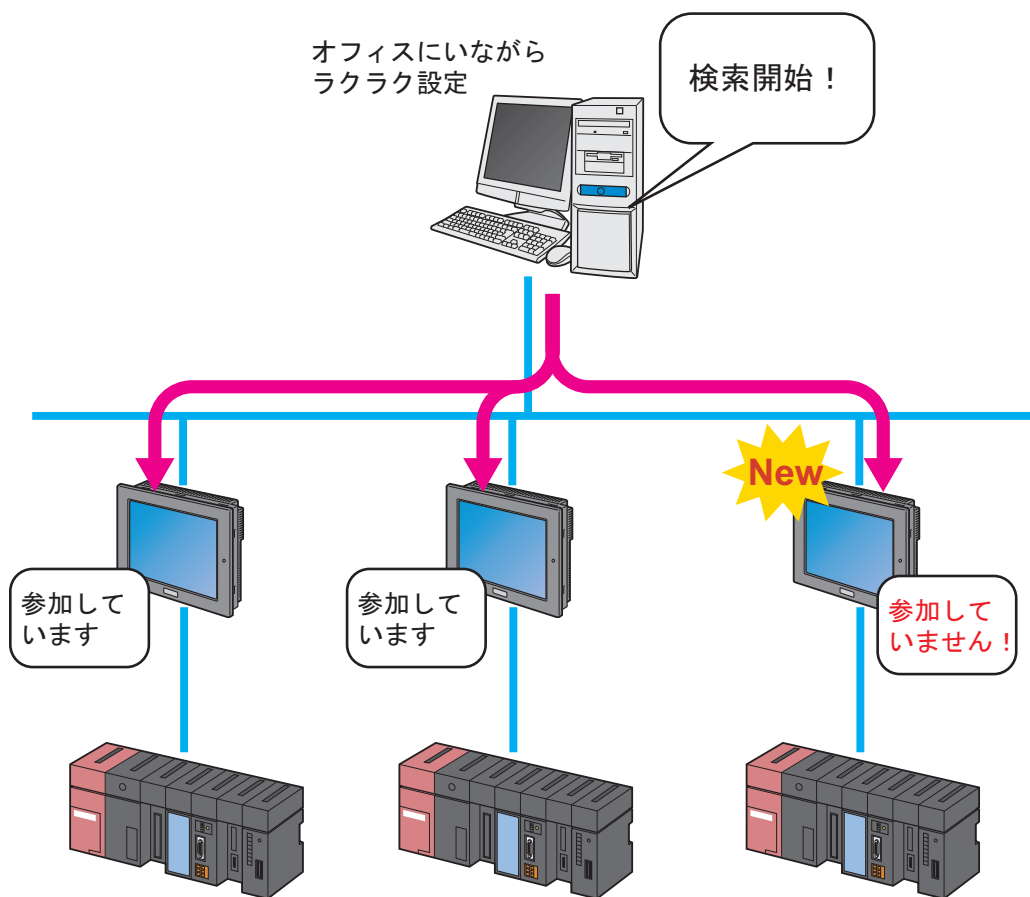 オフィスにいながら
ラクラク設定
検索開始！
New
参加して
います
参加して
います
参加して
いません！